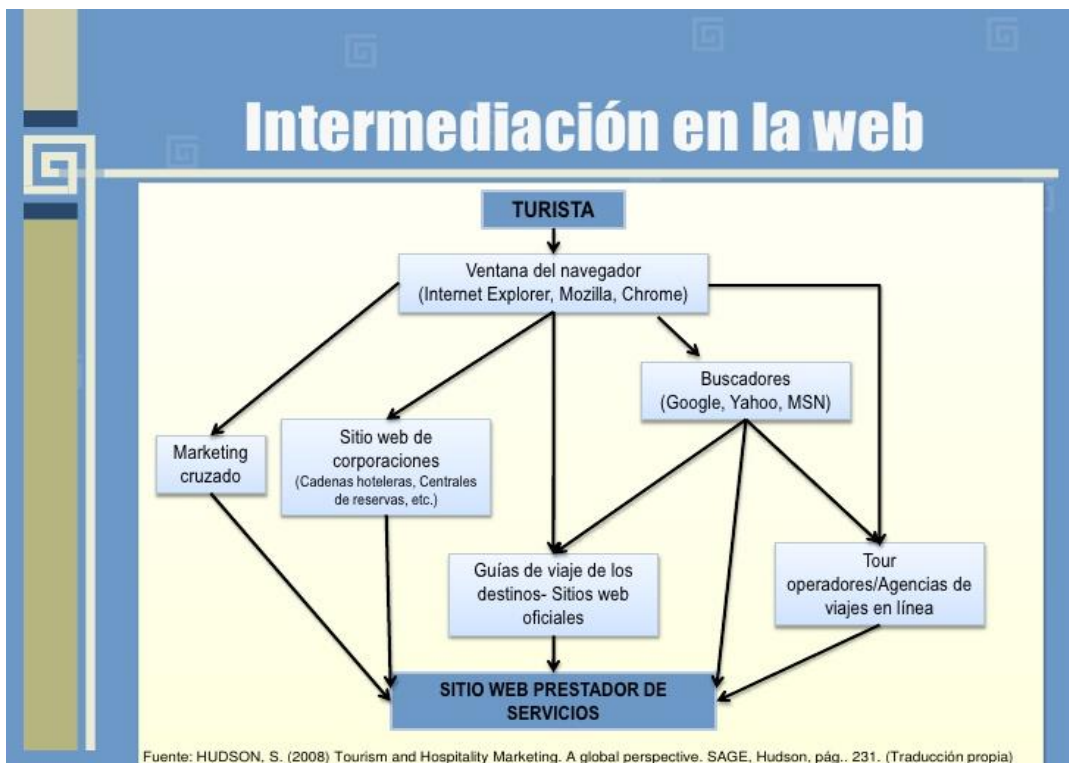 Intermediación en la web
TURISTA
Ventana del navegador
(Internet Explorer, Mozilla, Chrome)
Buscadores
(Google, Yahoo, MSN)
Marketing
cruzado
Sitio web de
corporaciones
(Cadenas hoteleras, Centrales
de reservas, etc.)
Guías de viaje de los
destinos- Sitios web
oficiales
Tour
operadores/Agencias de
viajes en línea
SITIO WEB PRESTADOR DE
SERVICIOS
Fuente: HUDSON, S. (2008) Tourism and Hospitality Marketing. A global perspective. SAGE, Hudson, pág.. 231. (Traducción propia)